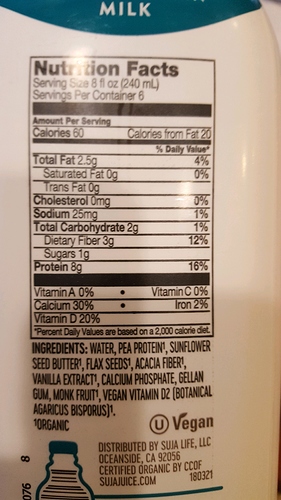 MILK
Nutrition Facts
Serving Size 8 fl oz (240 mL)
Servings Per Container 6
Amount Per Serving
Calories 60 Calories from Fat 20
% Daily Value*
Total Fat 2.5g 4%
Saturated Fat 0g 0%
Trans Fat 0g
Cholesterol 0mg 0%
Sodium 25mg 1%
Total Carbohydrate 2g 1%
Dietary Fiber 3g 12%
Sugars 1g
Protein 8g 16%
Vitamin A 0% • Vitamin C 0%
Calcium 30% • Iron 2%
Vitamin D 20%
*Percent Daily Values are based on a 2,000 calorie diet.
INGREDIENTS: WATER, PEA PROTEIN¹, SUNFLOWER
SEED BUTTER¹, FLAX SEEDS¹, ACACIA FIBER¹,
VANILLA EXTRACT¹, CALCIUM PHOSPHATE, GELLAN
GUM, MONK FRUIT¹, VEGAN VITAMIN D2 (BOTANICAL
AGARICUS BISPORUS)¹.
¹ORGANIC
U Vegan
DISTRIBUTED BY SUJA LIFE, LLC
OCEANSIDE, CA 92056
CERTIFIED ORGANIC BY CCOF
SUJAJUICE.COM 180321
076 8